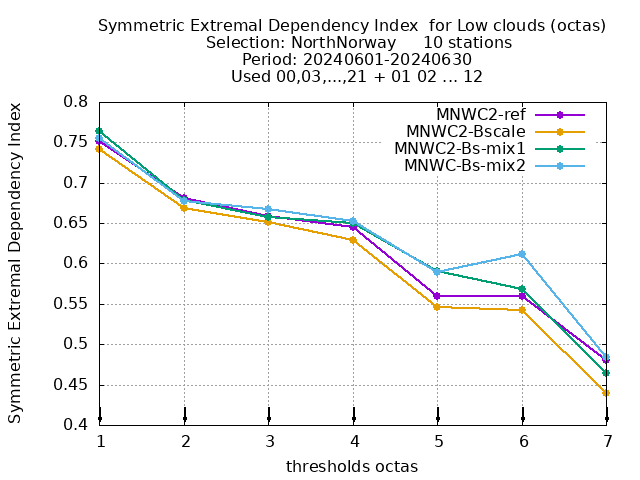 Symmetric Extremal Dependency Index  for Low clouds (octas)
Selection: NorthNorway     10 stations
Period: 20240601-20240630
Used 00,03,...,21 + 01 02 ... 12
Symmetric Extremal Dependency Index
0.8
0.75
0.7
0.65
0.6
0.55
0.5
0.45
0.4
MNWC2-ref
MNWC2-Bscale
MNWC2-Bs-mix1
MNWC-Bs-mix2
1 2 3 4 5 6 7
thresholds octas